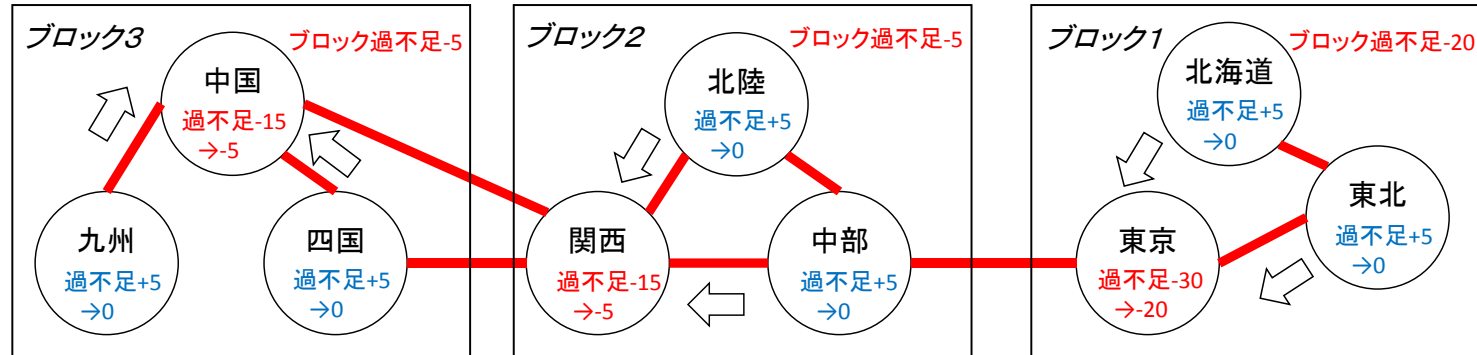 ブロック3
ブロック過不足-5
中国
過不足-15
→-5
九州
過不足+5
→0
四国
過不足+5
→0
ブロック2
ブロック過不足-5
北陸
過不足+5
→0
関西
過不足-15
→-5
中部
過不足+5
→0
ブロック1
ブロック過不足-20
北海道
過不足+5
→0
東北
過不足+5
→0
東京
過不足-30
→-20